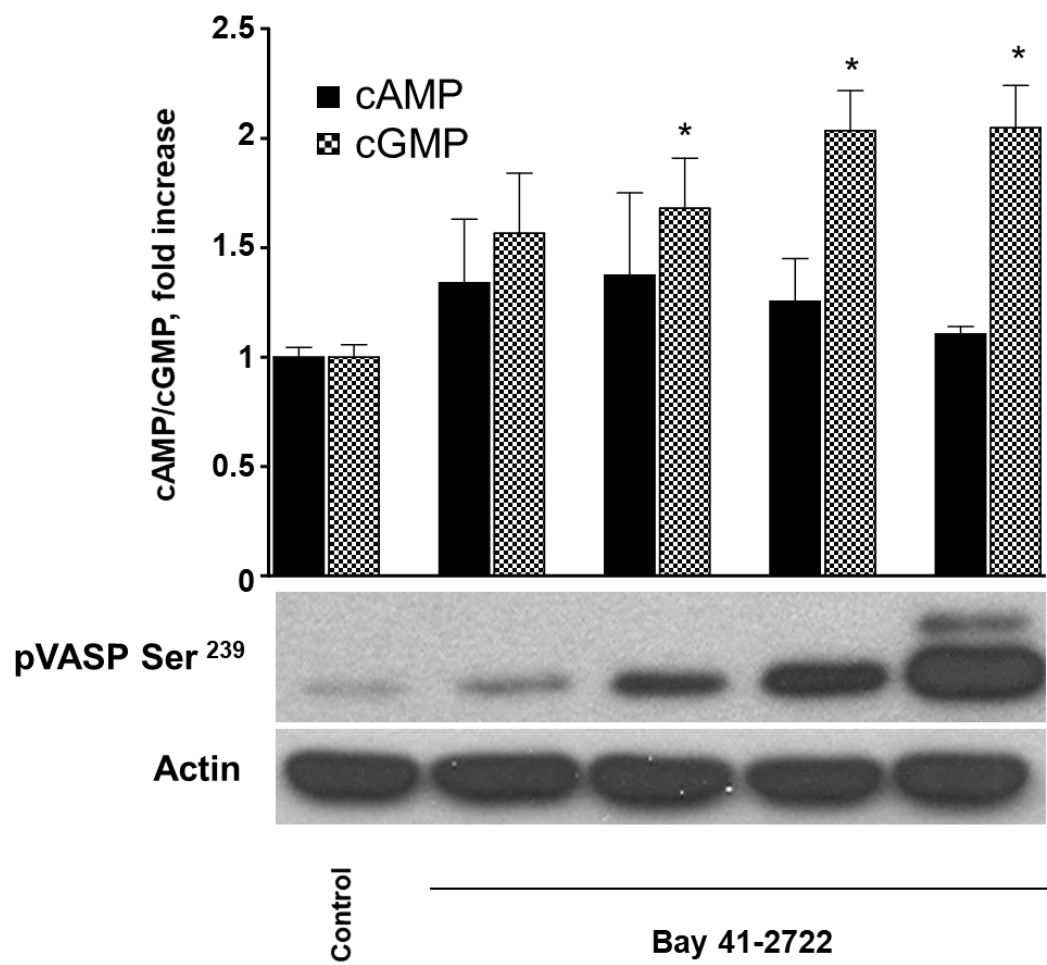 2.5
2
1.5
1
0.5
0
cAMP/cGMP, fold increase
cAMP
cGMP
*
*
*
pVASP Ser 239
Actin
Control
Bay 41-2722